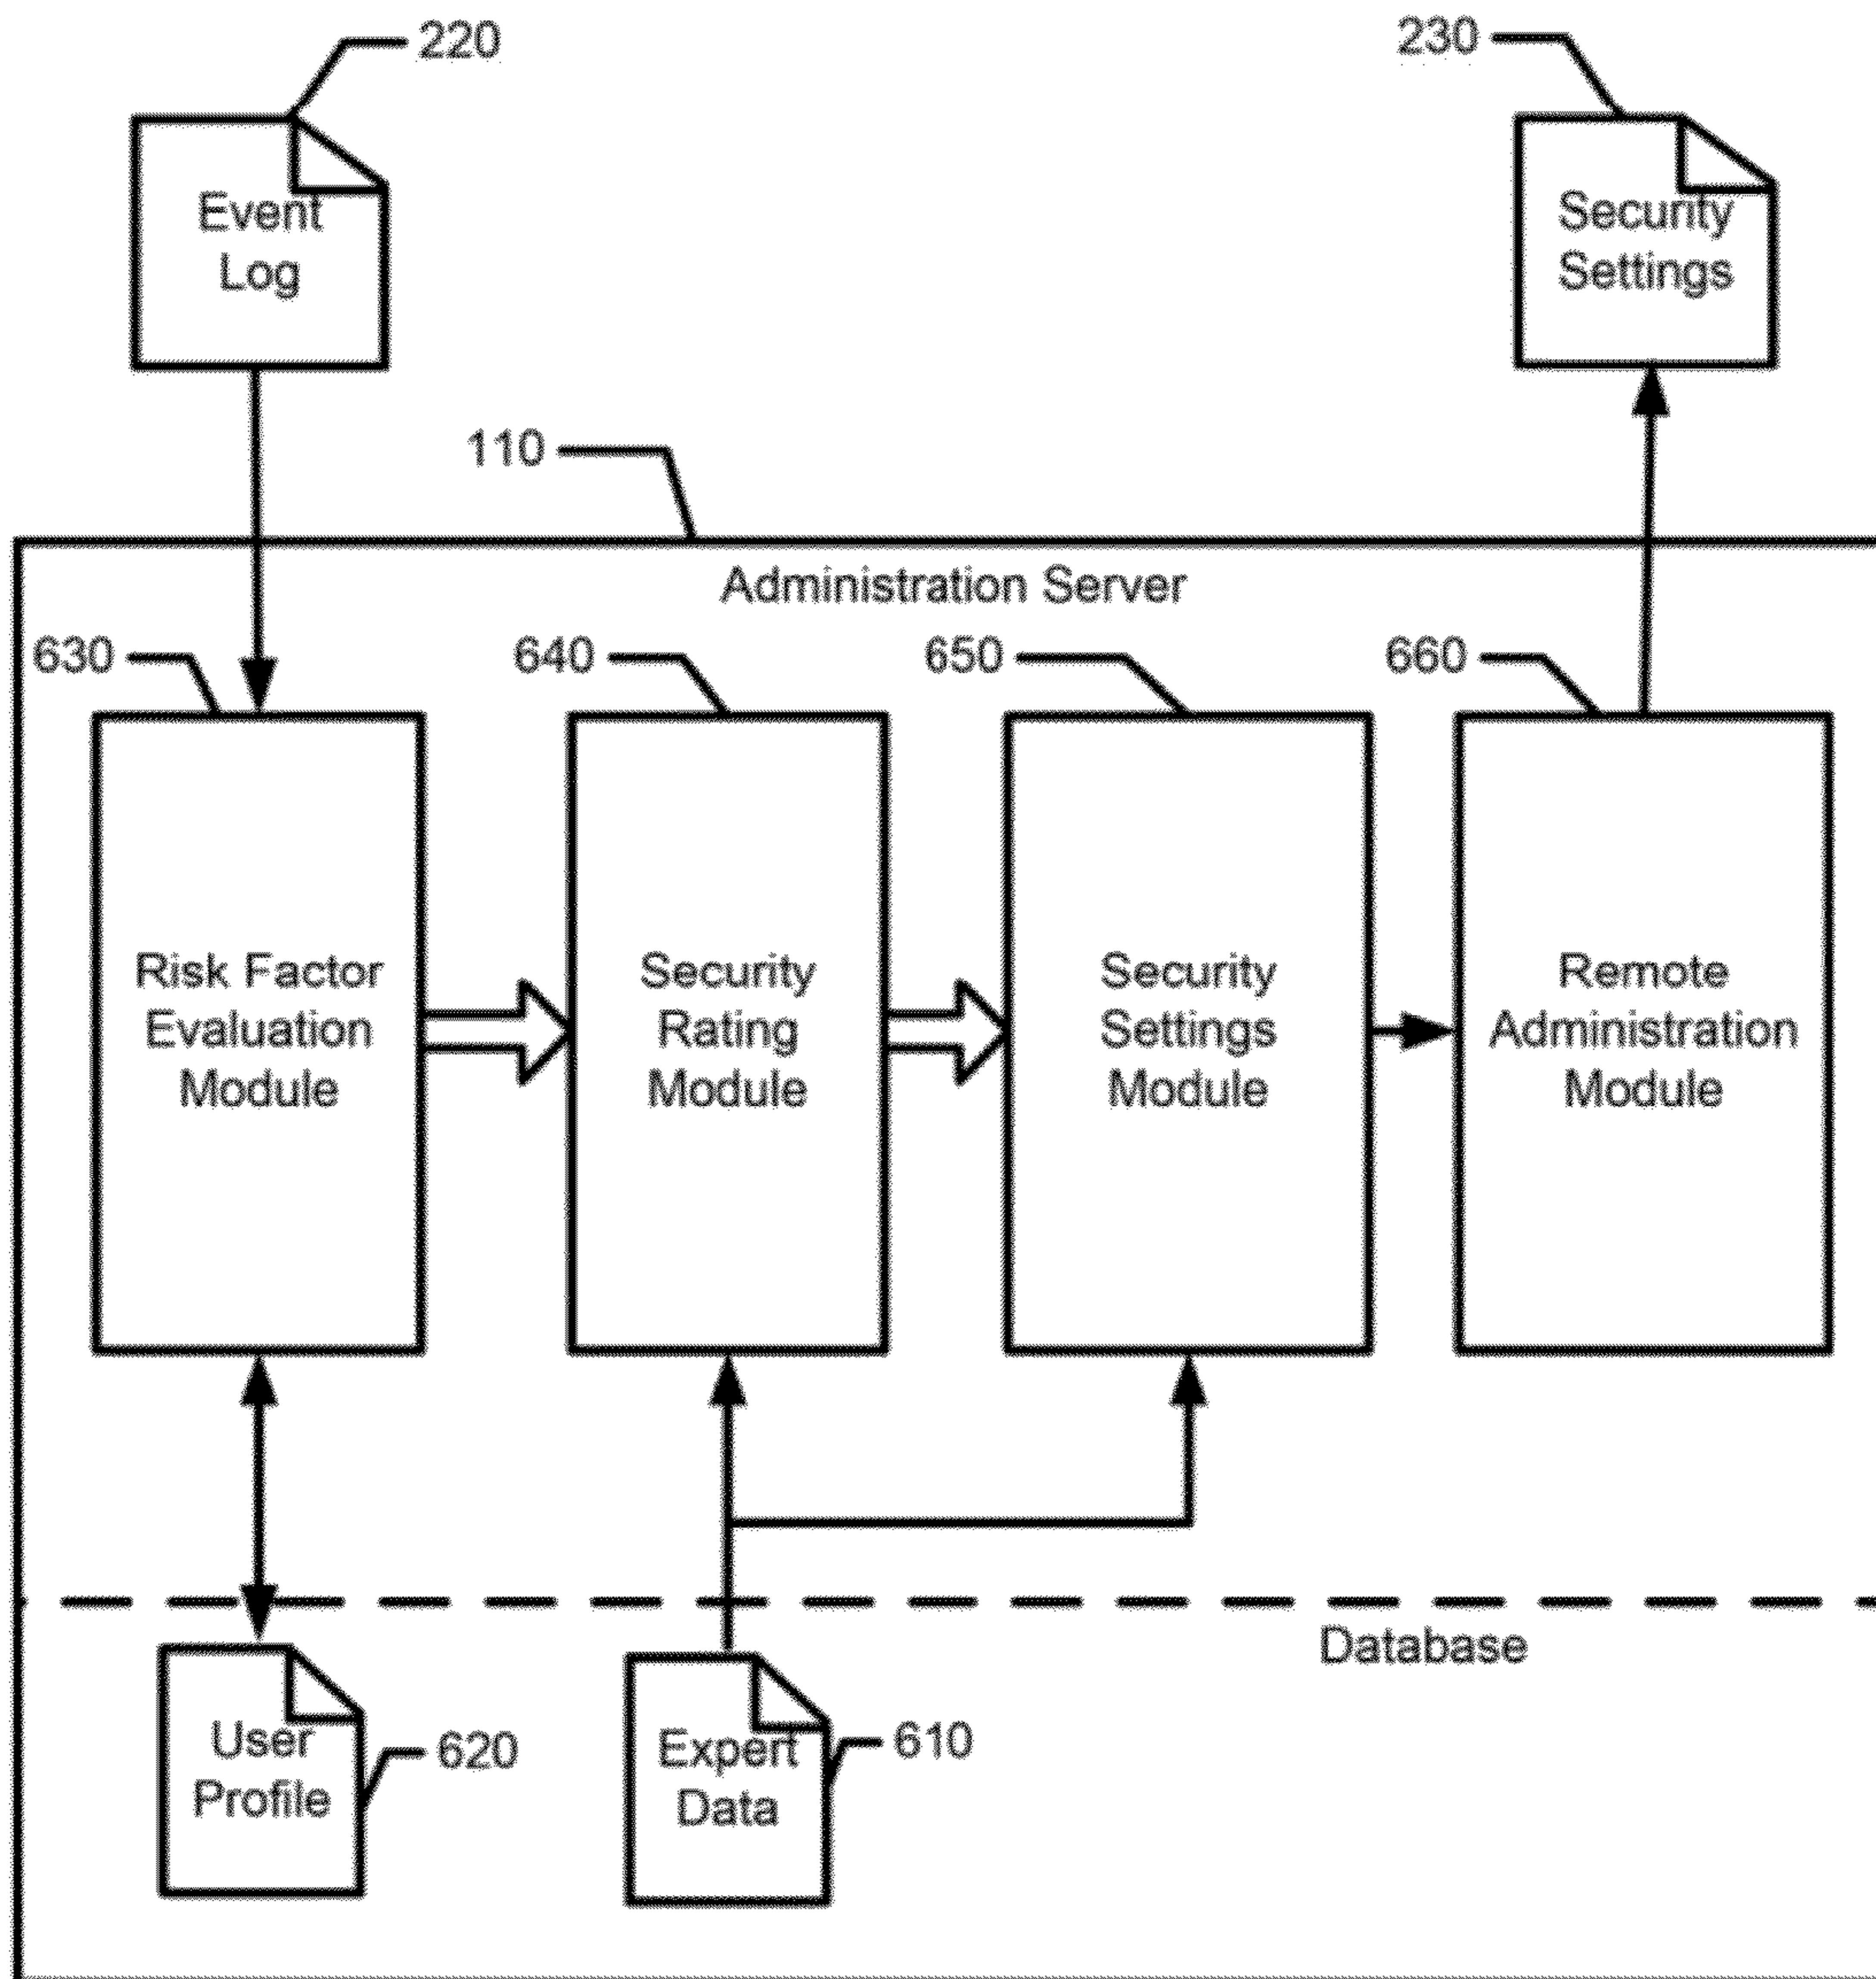 220
230
Event
Log
Security
Settings
110
Administration Server
630
640
650
660
Risk Factor
Evaluation
Module
Security
Rating
Module
Security
Settings
Module
Remote
Administration
Module
Database
User
Profile
620
Expert
Data
610